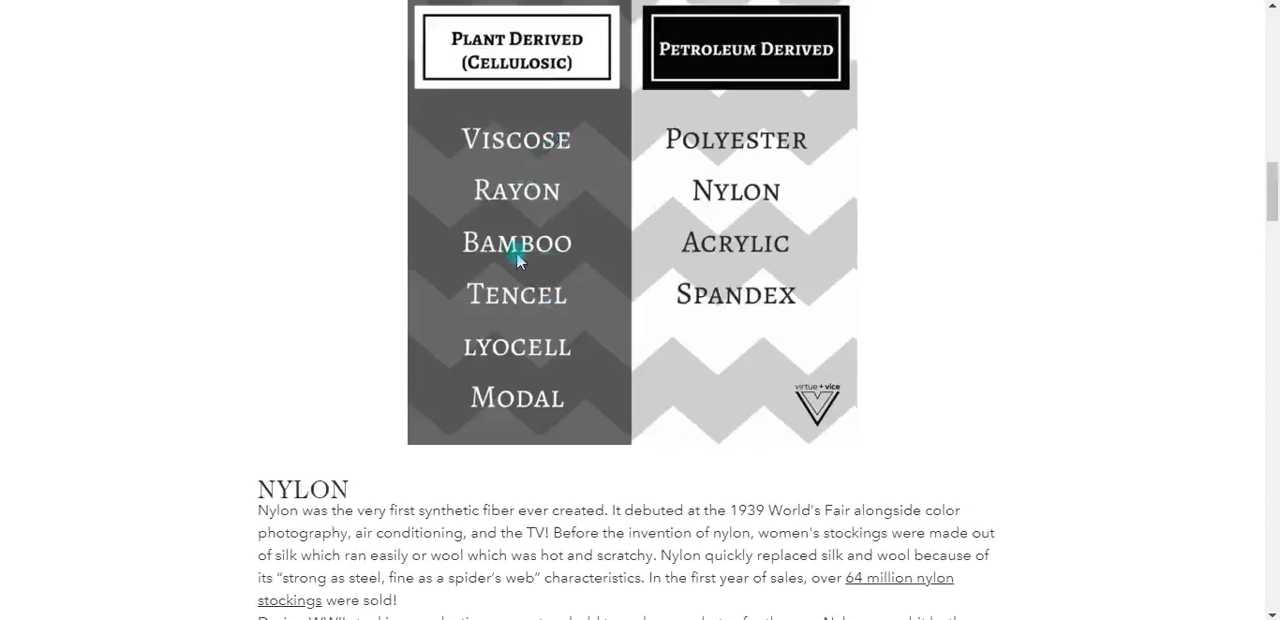 PLANT DERIVED
(CELLULOSIC)
PETROLEUM DERIVED
VISCOSE
RAYON
BAMBOO
TENCEL
LYOCELL
MODAL
POLYESTER
NYLON
ACRYLIC
SPANDEX
virtue + vice
NYLON
Nylon was the very first synthetic fiber ever created. It debuted at the 1939 World's Fair alongside color
photography, air conditioning, and the TV! Before the invention of nylon, women's stockings were made out
of silk which ran easily or wool which was hot and scratchy. Nylon quickly replaced silk and wool because of
its “strong as steel, fine as a spider's web” characteristics. In the first year of sales, over 64 million nylon
stockings were sold!